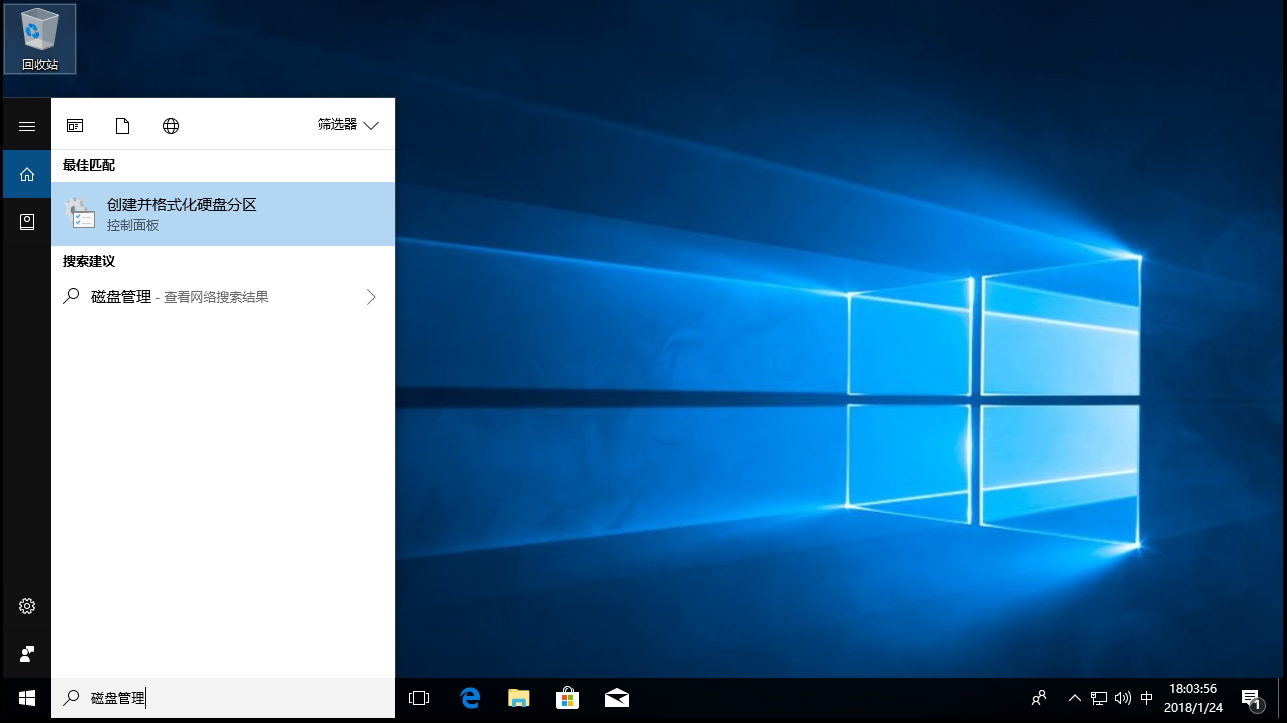 回收站
筛选器
最佳匹配
创建并格式化硬盘分区
控制面板
搜索建议
磁盘管理 - 查看网络搜索结果
磁盘管理
中
18:03:56
2018/1/24
1